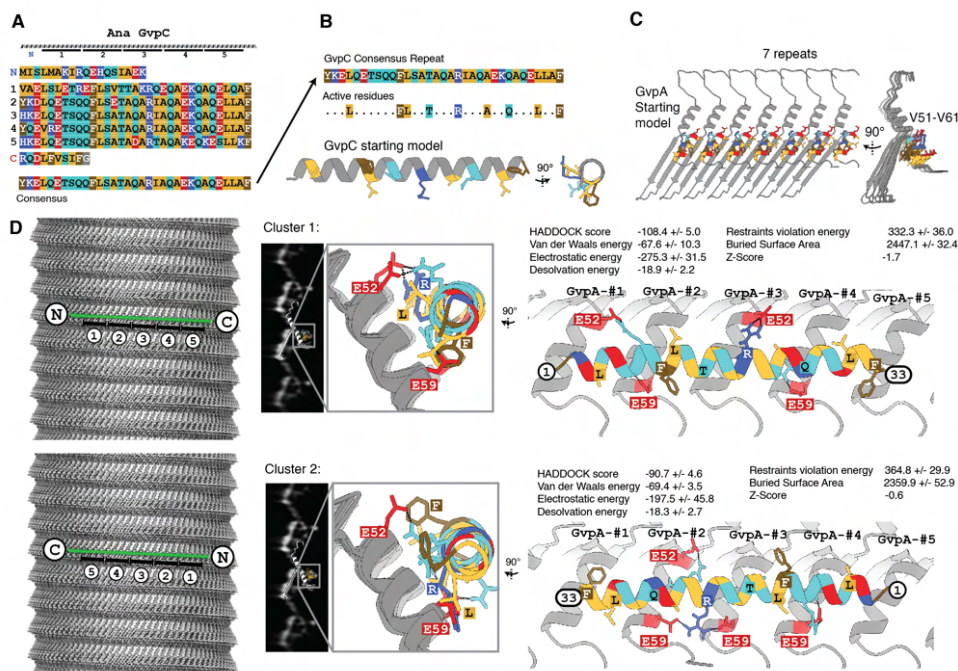 A
Ana GvpC
N 1 2 3 4 5
N MISLMAKIRQEHQSIAEK
1 VAELSLETREFLSVTTAKRQEQAEKQAQELQAF
2 YKDLQETSQQFLSETAQARIAQAEKQAQELLAF
3 HKELQETSQQFLSATAQARIAQAEKQAQELLAF
4 YQEVRETSQQFLSATAQARIAQAEKQAQELLAF
5 HKELQETSQQFLSATADARTAQAKEQKESLLKF
C RQDLFVSIFG
YKELQETSQQFLSATAQARIAQAEKQAQELLAF
Consensus
B
GvpC Consensus Repeat
YKELQETSQQFLSATAQARIAQAEKQAQELLAF
Active residues
...L......FL..T...R....A..Q...L..F
GvpC starting model
90°
C
7 repeats
GvpA
Starting
model
90°
V51-V61
D
N
C
1 2 3 4 5
Cluster 1:
E52
R
L
F
E59
90°
HADDOCK score -108.4 +/- 5.0
Van der Waals energy -67.6 +/- 10.3
Electrostatic energy -275.3 +/- 31.5
Desolvation energy -18.9 +/- 2.2
Restraints violation energy 332.3 +/- 36.0
Buried Surface Area 2447.1 +/- 32.4
Z-Score -1.7
GvpA-#1 GvpA-#2 GvpA-#3 GvpA-#4 GvpA-#5
E52 E52
1 L F L T R Q L F 33
E59 E59
C
N
5 4 3 2 1
Cluster 2:
E52
F
R
L
E59
90°
HADDOCK score -90.7 +/- 4.6
Van der Waals energy -69.4 +/- 3.5
Electrostatic energy -197.5 +/- 45.8
Desolvation energy -18.3 +/- 2.7
Restraints violation energy 364.8 +/- 29.9
Buried Surface Area 2359.9 +/- 52.9
Z-Score -0.6
GvpA-#1 GvpA-#2 GvpA-#3 GvpA-#4 GvpA-#5
E52
33 F L Q R T L F L 1
E59 E59 E59